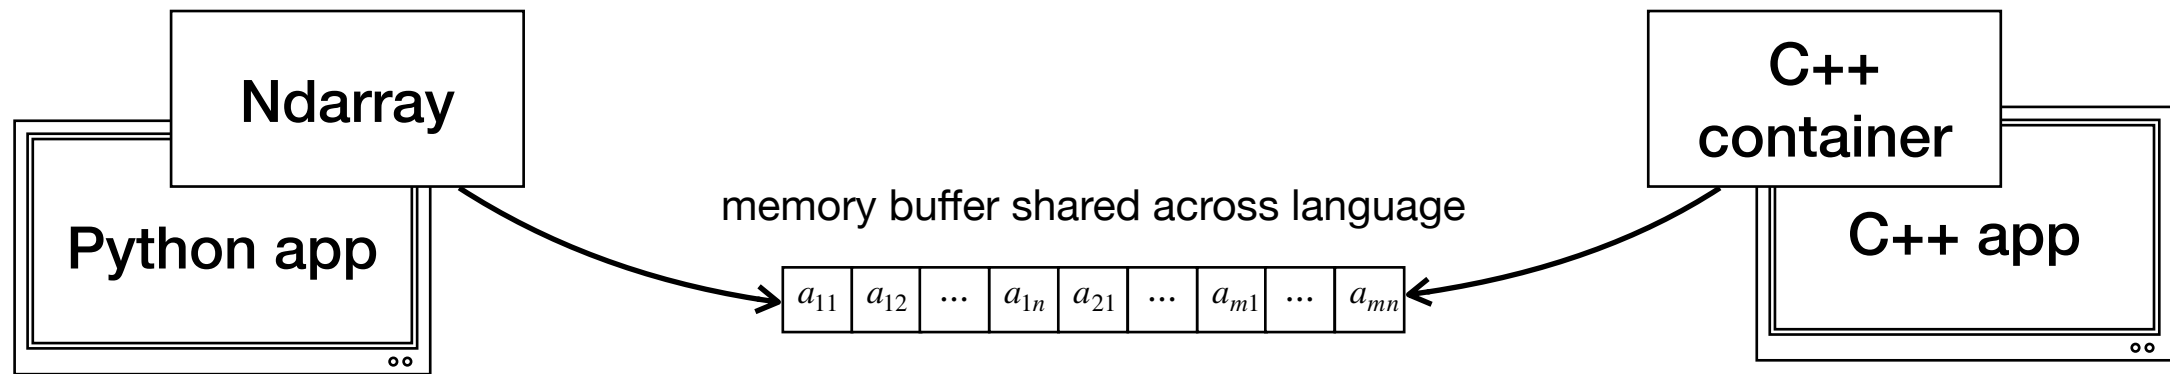 Ndarray
Python app
memory buffer shared across language
a₁₁ a₁₂ ... a₁ₙ a₂₁ ... aₘ₁ ... aₘₙ
C++
container
C++ app